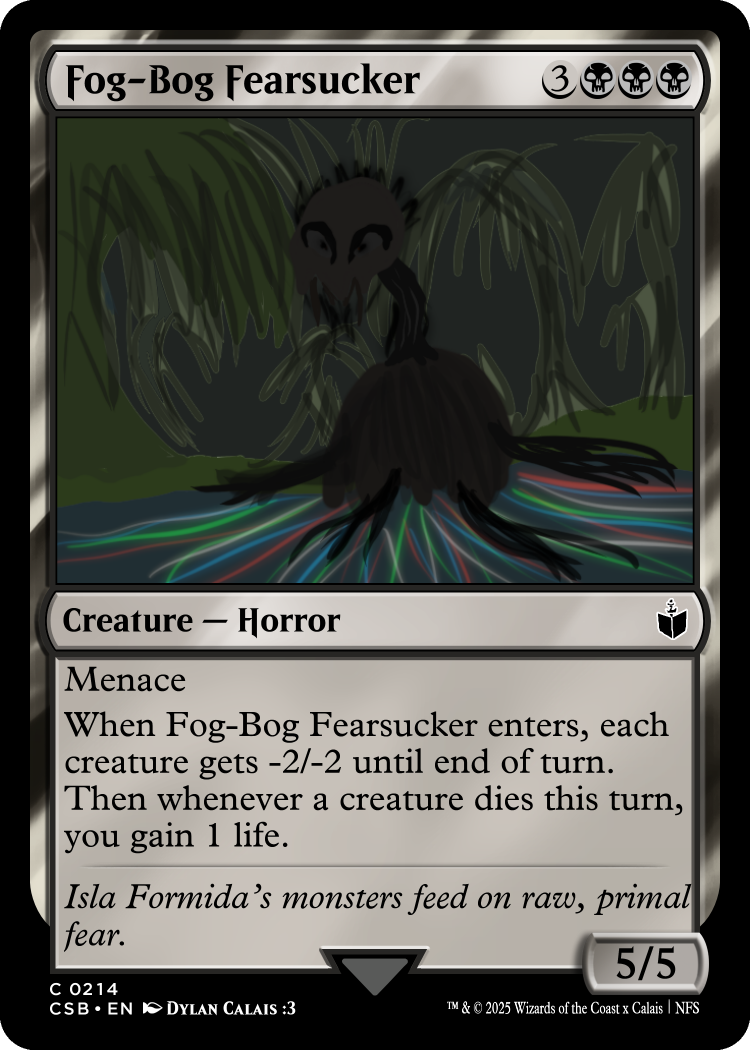 Fog-Bog Fearsucker 3
Creature — Horror
Menace
When Fog-Bog Fearsucker enters, each
creature gets -2/-2 until end of turn.
Then whenever a creature dies this turn,
you gain 1 life.
Isla Formida's monsters feed on raw, primal
fear.
5/5
C 0214
CSB • EN Dylan Calais :3
™ & © 2025 Wizards of the Coast x Calais | NFS